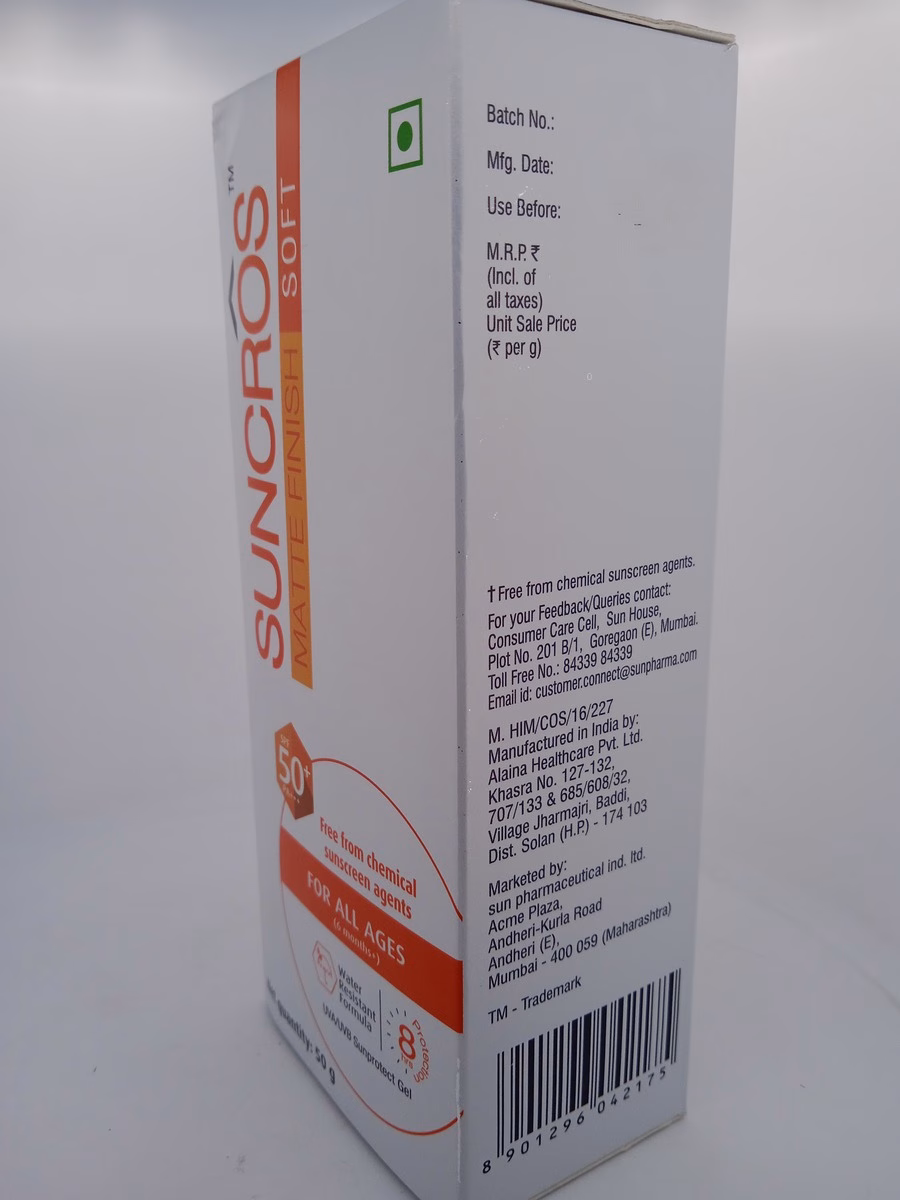 SUNCRÔS™
MATTE FINISH SOFT
SPF
50+
PA+++
Free from chemical
sunscreen agents
FOR ALL AGES
(6 months+)
Water
Resistant
Formula
8
hrs
Protection
UVA/UVB Sunprotect Gel
quantity: 50 g
Batch No.:
Mfg. Date:
Use Before:
M.R.P. ₹
(Incl. of
all taxes)
Unit Sale Price
(₹ per g)
†Free from chemical sunscreen agents.
For your Feedback/Queries contact:
Consumer Care Cell, Sun House,
Plot No. 201 B/1, Goregaon (E), Mumbai.
Toll Free No.: 84339 84339
Email id: customer.connect@sunpharma.com
M. HIM/COS/16/227
Manufactured in India by:
Alaina Healthcare Pvt. Ltd.
Khasra No. 127-132,
707/133 & 685/608/32,
Village Jharmajri, Baddi,
Dist. Solan (H.P.) - 174 103
Marketed by:
sun pharmaceutical ind. ltd.
Acme Plaza,
Andheri-Kurla Road
Andheri (E),
Mumbai - 400 059 (Maharashtra)
TM - Trademark
8 901296 042175